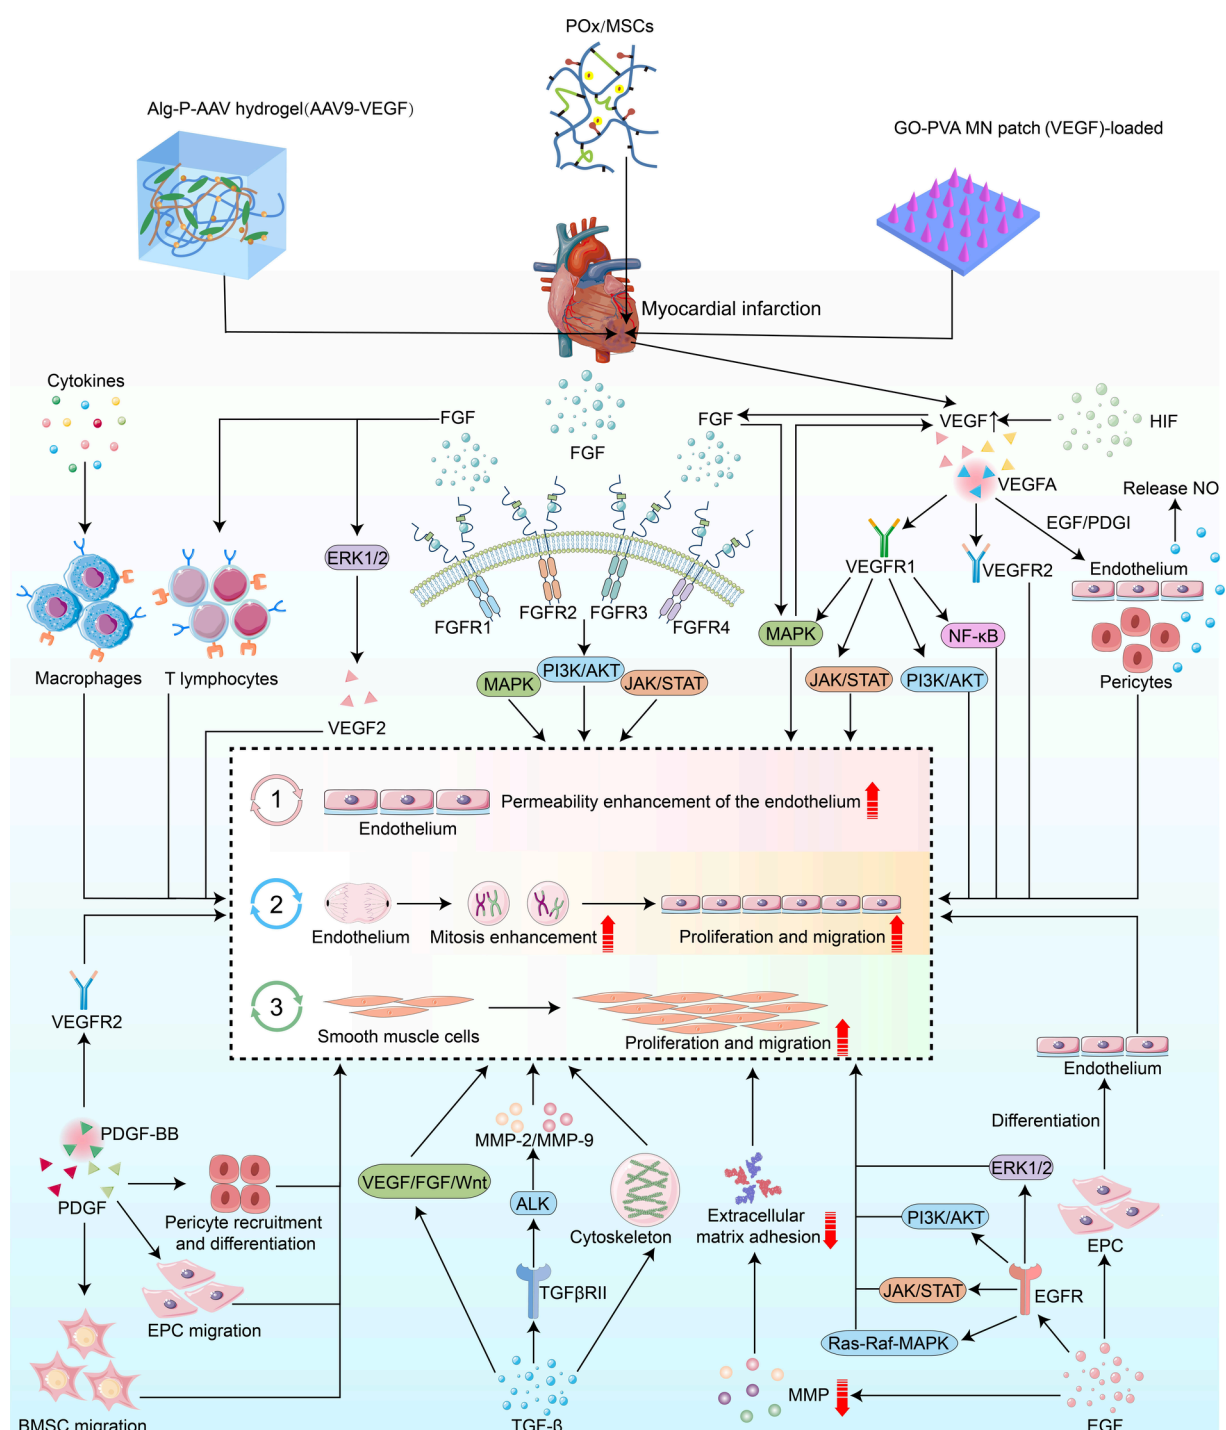 POx/MSCs
Alg-P-AAV hydrogel(AAV9-VEGF)
GO-PVA MN patch (VEGF)-loaded
Myocardial infarction
Cytokines
FGF
FGF
FGF
VEGF↑
HIF
VEGFA
Release NO
EGF/PDGI
ERK1/2
VEGFR1
VEGFR2
Endothelium
FGFR1
FGFR2
FGFR3
FGFR4
MAPK
NF-κB
Macrophages
T lymphocytes
MAPK
PI3K/AKT
JAK/STAT
JAK/STAT
PI3K/AKT
Pericytes
VEGF2
1
Endothelium
Permeability enhancement of the endothelium
2
Endothelium
Mitosis enhancement
Proliferation and migration
3
Smooth muscle cells
Proliferation and migration
VEGFR2
Endothelium
Differentiation
PDGF-BB
PDGF
Pericyte recruitment
and differentiation
EPC migration
BMSC migration
VEGF/FGF/Wnt
MMP-2/MMP-9
ALK
Cytoskeleton
TGFβRII
TGF-β
Extracellular
matrix adhesion
MMP
ERK1/2
PI3K/AKT
JAK/STAT
Ras-Raf-MAPK
EGFR
EPC
EGF